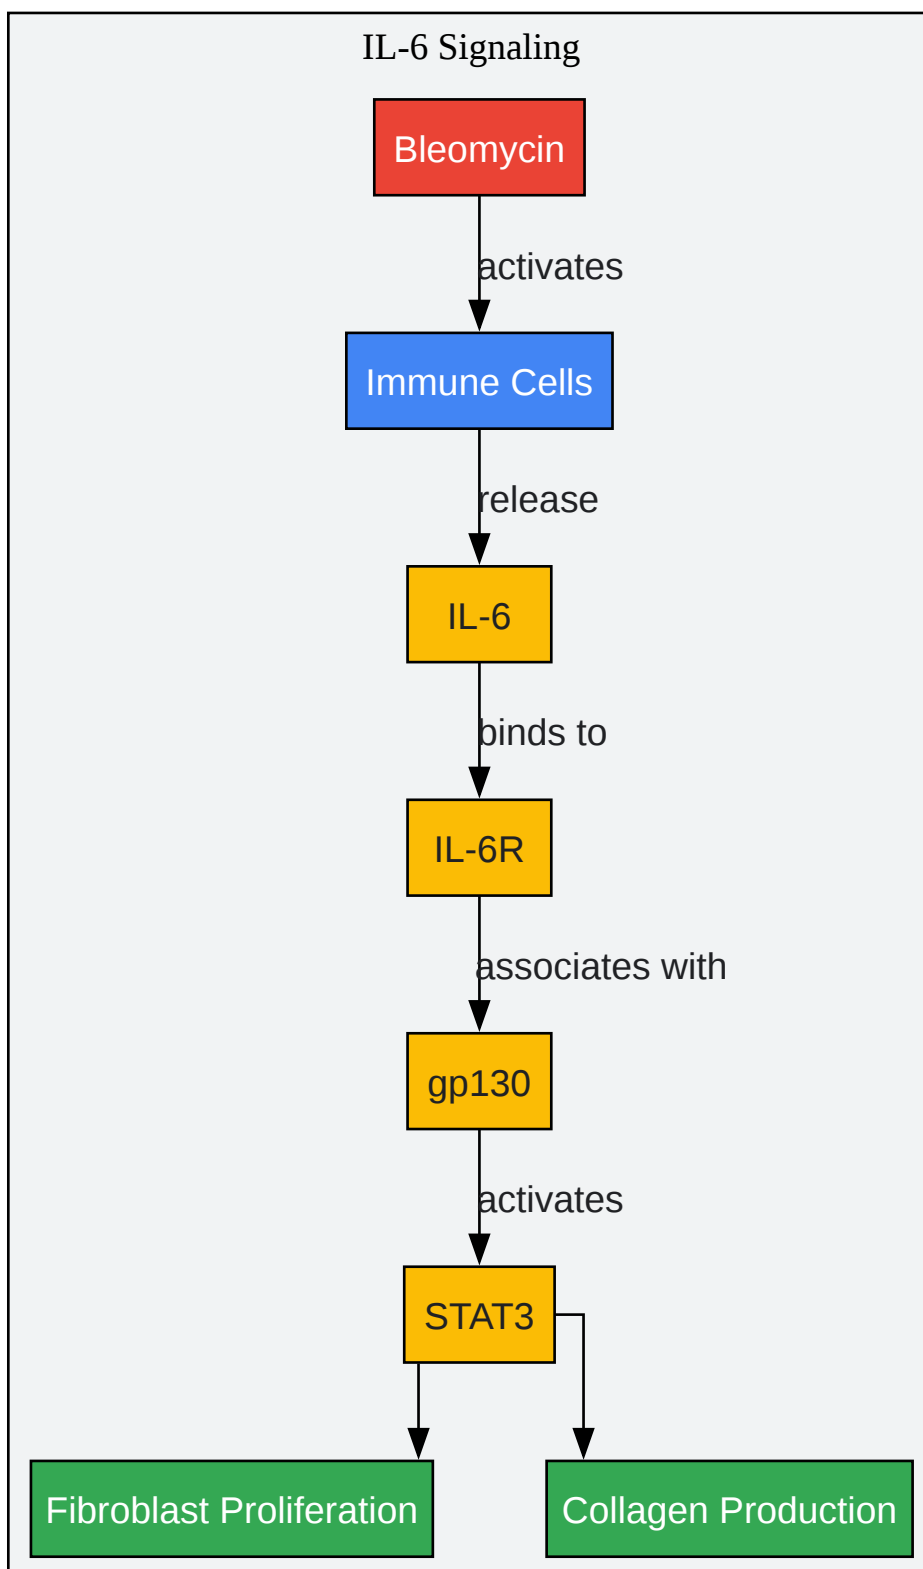 IL-6 Signaling
Bleomycin
activates
Immune Cells
release
IL-6
binds to
IL-6R
associates with
gp130
activates
STAT3
Fibroblast Proliferation
Collagen Production